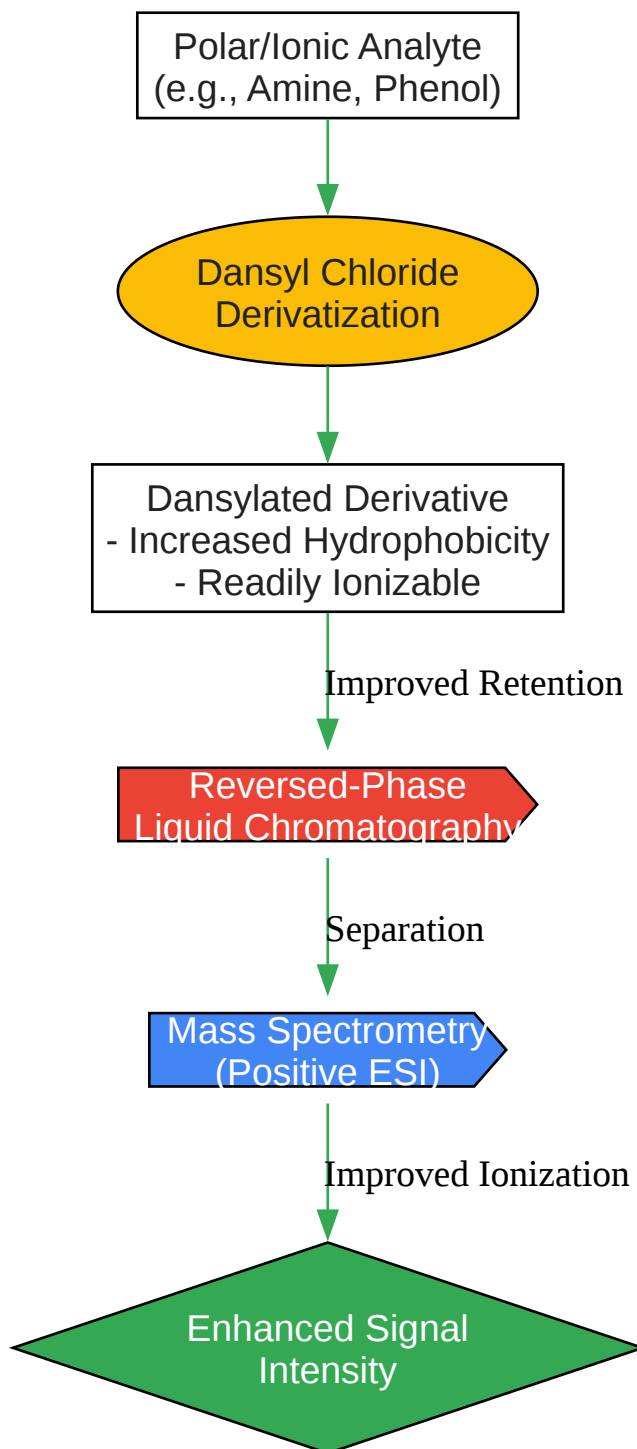 Polar/Ionic Analyte
(e.g., Amine, Phenol)
Dansyl Chloride
Derivatization
Dansylated Derivative
- Increased Hydrophobicity
- Readily Ionizable
Improved Retention
Reversed-Phase
Liquid Chromatography
Separation
Mass Spectrometry
(Positive ESI)
Improved Ionization
Enhanced Signal
Intensity